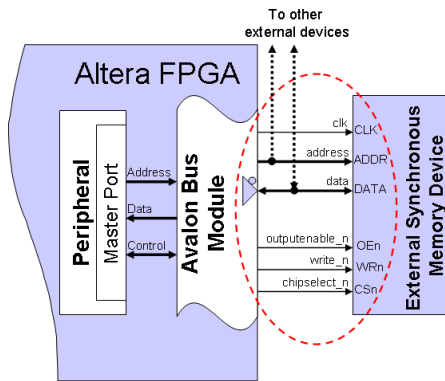 To other
external devices
Altera FPGA
Peripheral
Master Port
Address
Data
Control
Avalon Bus
Module
clk
address
data
outputenable_n
write_n
chipselect_n
CLK
ADDR
DATA
OEn
WRn
CSn
External Synchronous
Memory Device